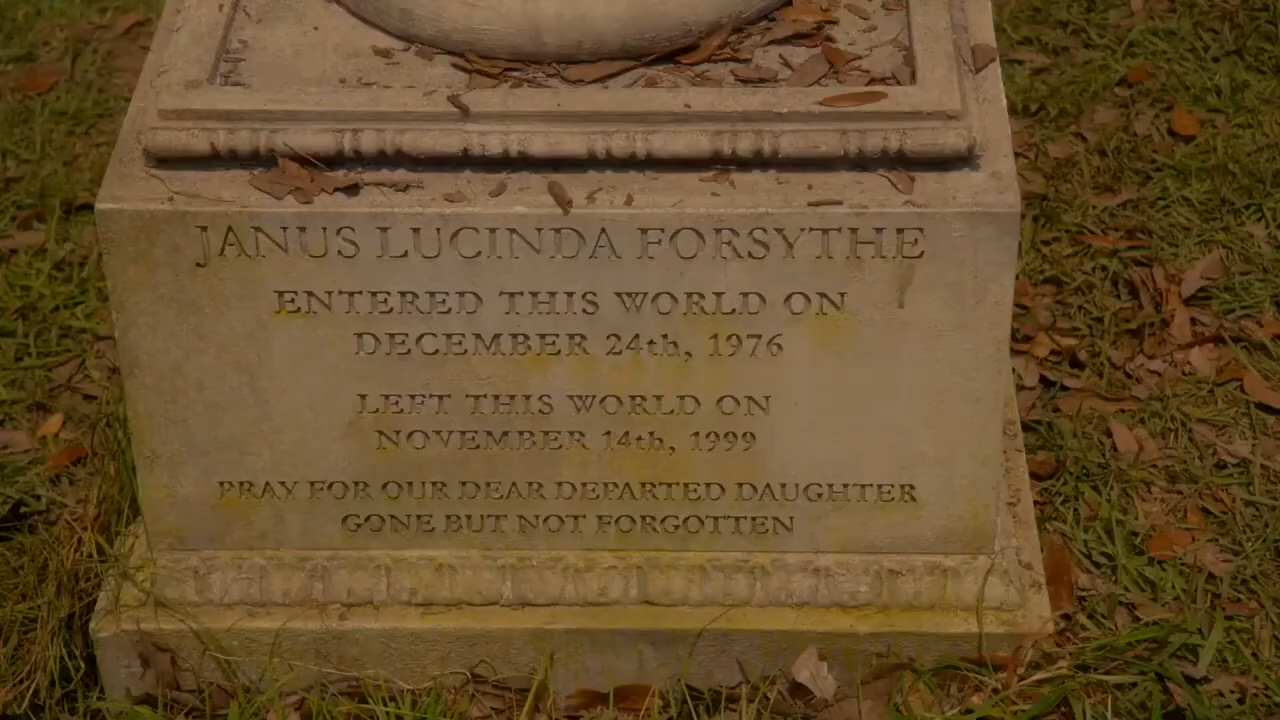 JANUS LUCINDA FORSYTHE
ENTERED THIS WORLD ON
DECEMBER 24th, 1976
LEFT THIS WORLD ON
NOVEMBER 14th, 1999
PRAY FOR OUR DEAR DEPARTED DAUGHTER
GONE BUT NOT FORGOTTEN